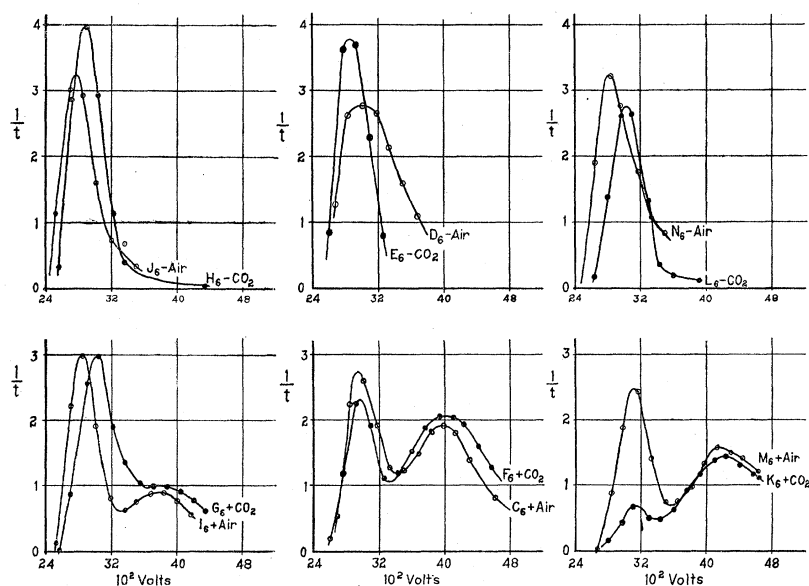 4
3
1/t
2
1
0
J₆-Air
H₆-CO₂
24 32 40 48
4
3
1/t
2
1
0
D₆-Air
E₆-CO₂
24 32 40 48
4
3
1/t
2
1
0
N₆-Air
L₆-CO₂
24 32 40 48
3
1/t
2
1
0
G₆+CO₂
I₆+Air
24 32 40 48
10² Volts
3
1/t
2
1
0
F₆+CO₂
C₆+Air
24 32 40 48
10² Volts
3
1/t
2
1
0
M₆+Air
K₆+CO₂
24 32 40 48
10² Volts